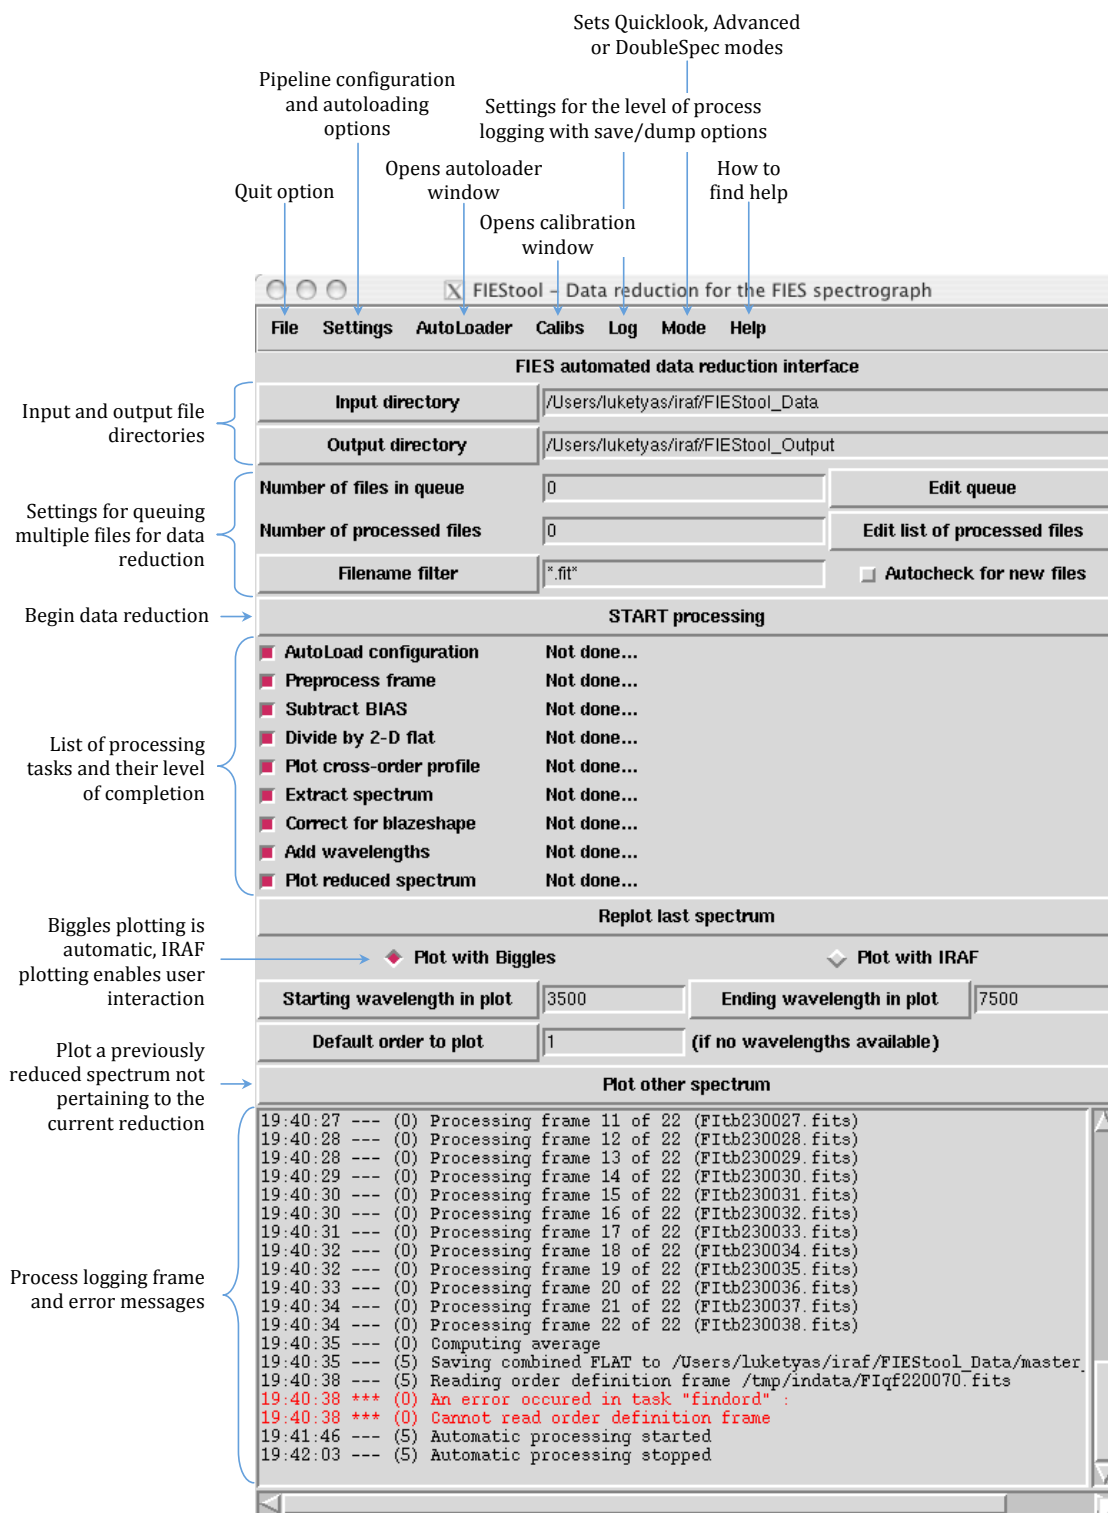 Sets Quicklook, Advanced
or DoubleSpec modes
Pipeline configuration
and autoloading
options
Settings for the level of process
logging with save/dump options
Opens autoloader
window
How to
find help
Quit option
Opens calibration
window
X FIEStool - Data reduction for the FIES spectrograph
File Settings AutoLoader Calibs Log Mode Help
FIES automated data reduction interface
Input and output file
directories
Input directory /Users/luketyas/iraf/FIEStool_Data
Output directory /Users/luketyas/iraf/FIEStool_Output
Settings for queuing
multiple files for data
reduction
Number of files in queue 0 Edit queue
Number of processed files 0 Edit list of processed files
Filename filter *.fit* Autocheck for new files
Begin data reduction
START processing
List of processing
tasks and their level
of completion
AutoLoad configuration Not done...
Preprocess frame Not done...
Subtract BIAS Not done...
Divide by 2-D flat Not done...
Plot cross-order profile Not done...
Extract spectrum Not done...
Correct for blazeshape Not done...
Add wavelengths Not done...
Plot reduced spectrum Not done...
Replot last spectrum
Biggles plotting is
automatic, IRAF
plotting enables user
interaction
Plot with Biggles Plot with IRAF
Starting wavelength in plot 3500 Ending wavelength in plot 7500
Default order to plot 1 (if no wavelengths available)
Plot a previously
reduced spectrum not
pertaining to the
current reduction
Plot other spectrum
Process logging frame
and error messages
19:40:27 --- (0) Processing frame 11 of 22 (FItb230027.fits)
19:40:28 --- (0) Processing frame 12 of 22 (FItb230028.fits)
19:40:28 --- (0) Processing frame 13 of 22 (FItb230029.fits)
19:40:29 --- (0) Processing frame 14 of 22 (FItb230030.fits)
19:40:30 --- (0) Processing frame 15 of 22 (FItb230031.fits)
19:40:30 --- (0) Processing frame 16 of 22 (FItb230032.fits)
19:40:31 --- (0) Processing frame 17 of 22 (FItb230033.fits)
19:40:32 --- (0) Processing frame 18 of 22 (FItb230034.fits)
19:40:32 --- (0) Processing frame 19 of 22 (FItb230035.fits)
19:40:33 --- (0) Processing frame 20 of 22 (FItb230036.fits)
19:40:34 --- (0) Processing frame 21 of 22 (FItb230037.fits)
19:40:34 --- (0) Processing frame 22 of 22 (FItb230038.fits)
19:40:35 --- (0) Computing average
19:40:35 --- (5) Saving combined FLAT to /Users/luketyas/iraf/FIEStool_Data/master_
19:40:38 --- (5) Reading order definition frame /tmp/indata/FIqf220070.fits
19:40:38 *** (0) An error occured in task "findord" :
19:40:38 *** (0) Cannot read order definition frame
19:41:46 --- (5) Automatic processing started
19:42:03 --- (5) Automatic processing stopped